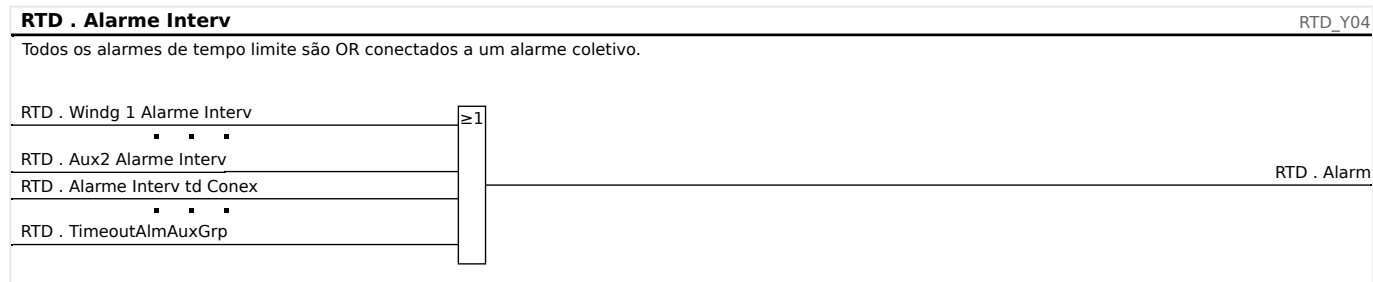 RTD . Alarme Interv
RTD_Y04
Todos os alarmes de tempo limite são OR conectados a um alarme coletivo.
RTD . Windg 1 Alarme Interv
≥1
RTD . Aux2 Alarme Interv
RTD . Alarm
RTD . Alarme Interv td Conex
RTD . TimeoutAlmAuxGrp